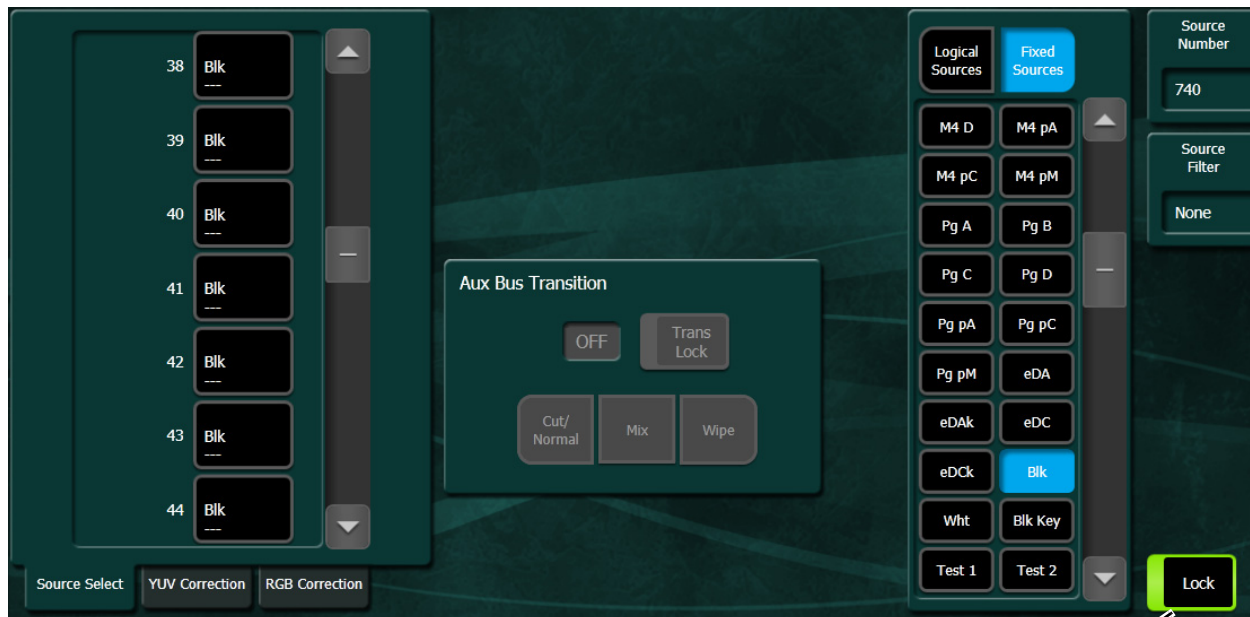 38 Blk
---
39 Blk
---
40 Blk
---
41 Blk
---
42 Blk
---
43 Blk
---
44 Blk
---
Source Select YUV Correction RGB Correction
Aux Bus Transition
OFF
Trans
Lock
Cut/
Normal
Mix
Wipe
Logical
Sources
Fixed
Sources
M4 D M4 pA
M4 pC M4 pM
Pg A Pg B
Pg C Pg D
Pg pA Pg pC
Pg pM eDA
eDAk eDC
eDCk Blk
Wht Blk Key
Test 1 Test 2
Source
Number
740
Source
Filter
None
Lock